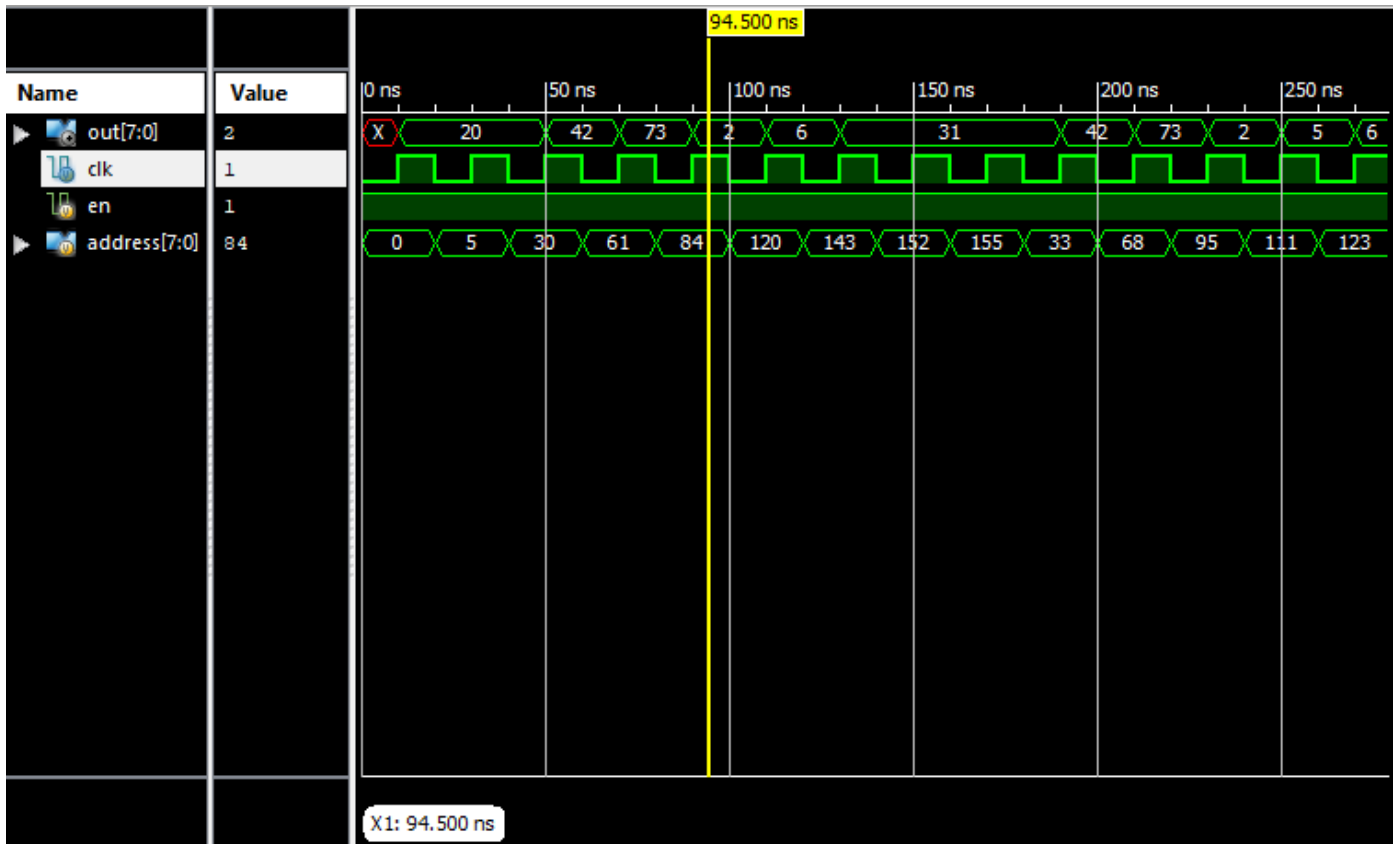 94.500 ns
Name Value 0 ns 50 ns 100 ns 150 ns 200 ns 250 ns
out[7:0] 2 X 20 42 73 2 6 31 42 73 2 5 6
clk 1
en 1
address[7:0] 84 0 5 30 61 84 120 143 152 155 33 68 95 111 123
X1: 94.500 ns